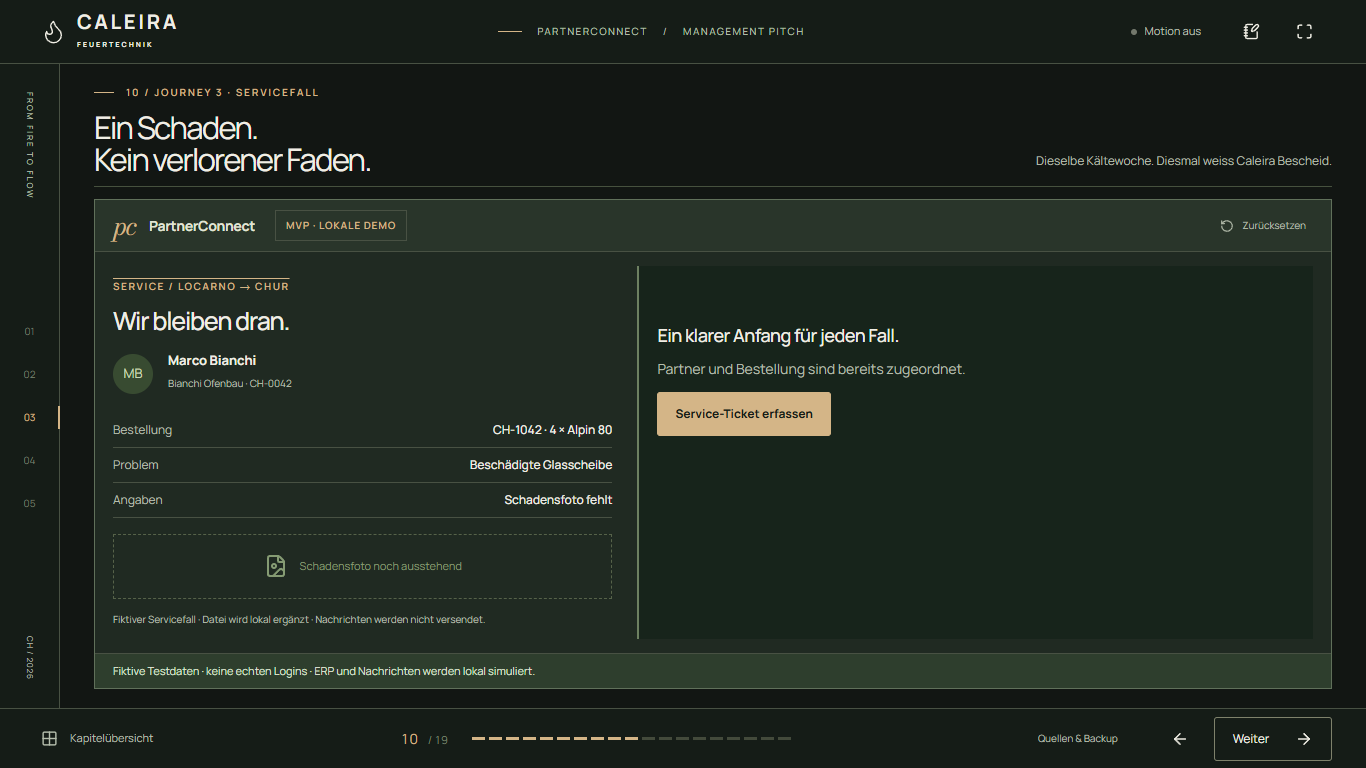 CALEIRA
FEUERTECHNIK
PARTNERCONNECT / MANAGEMENT PITCH
Motion aus
FROM FIRE TO FLOW
01
02
03
04
05
CH / 2026
10 / JOURNEY 3 · SERVICEFALL
Ein Schaden.
Kein verlorener Faden.
Dieselbe Kältewoche. Diesmal weiss Caleira Bescheid.
pc PartnerConnect
MVP · LOKALE DEMO
Zurücksetzen
SERVICE / LOCARNO → CHUR
Wir bleiben dran.
MB
Marco Bianchi
Bianchi Ofenbau · CH-0042
Bestellung CH-1042 · 4 × Alpin 80
Problem Beschädigte Glasscheibe
Angaben Schadensfoto fehlt
Schadensfoto noch ausstehend
Fiktiver Servicefall · Datei wird lokal ergänzt · Nachrichten werden nicht versendet.
Ein klarer Anfang für jeden Fall.
Partner und Bestellung sind bereits zugeordnet.
Service-Ticket erfassen
Fiktive Testdaten · keine echten Logins · ERP und Nachrichten werden lokal simuliert.
Kapitelübersicht
10 / 19
Quellen & Backup
← Weiter →